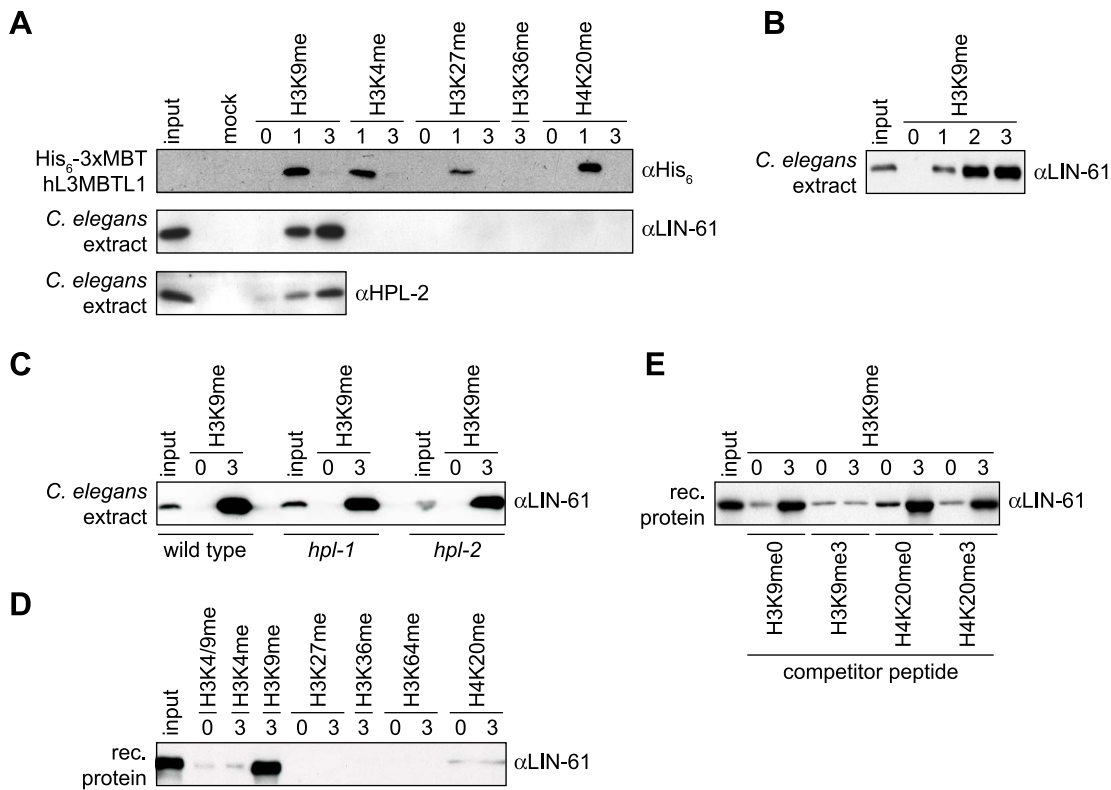 A
input
mock
H3K9me
H3K4me
H3K27me
H3K36me
H4K20me
0 1 3 1 3 0 1 3 3 0 1 3
His6-3xMBT
hL3MBTL1
αHis6
C. elegans
extract
αLIN-61
C. elegans
extract
αHPL-2
B
input
H3K9me
0 1 2 3
C. elegans
extract
αLIN-61
C
input
H3K9me
input
H3K9me
input
H3K9me
0 3 0 3 0 3
C. elegans
extract
αLIN-61
wild type
hpl-1
hpl-2
D
input
H3K4/9me
H3K4me
H3K9me
H3K27me
H3K36me
H3K64me
H4K20me
0 3 3 0 3 3 0 3 0 3
rec.
protein
αLIN-61
E
input
H3K9me
0 3 0 3 0 3 0 3
rec.
protein
αLIN-61
H3K9me0
H3K9me3
H4K20me0
H4K20me3
competitor peptide